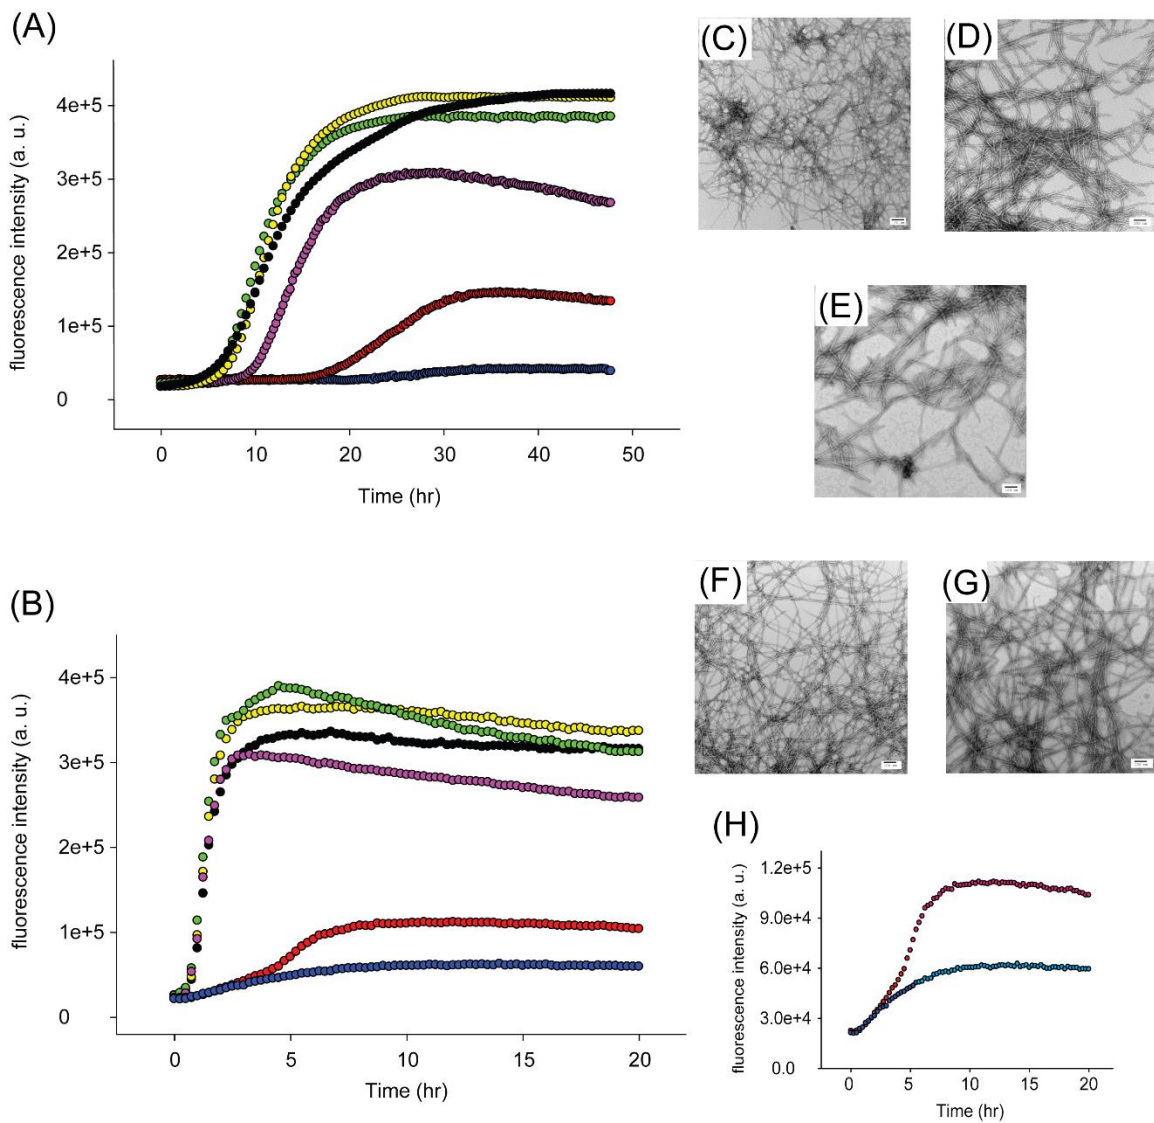 (A)
fluorescence intensity (a. u.)
4e+5
3e+5
2e+5
1e+5
0
0 10 20 30 40 50
Time (hr)
(C)
(D)
(E)
(B)
fluorescence intensity (a. u.)
4e+5
3e+5
2e+5
1e+5
0
0 5 10 15 20
Time (hr)
(F)
(G)
(H)
fluorescence intensity (a. u.)
1.2e+5
9.0e+4
6.0e+4
3.0e+4
0.0
0 5 10 15 20
Time (hr)